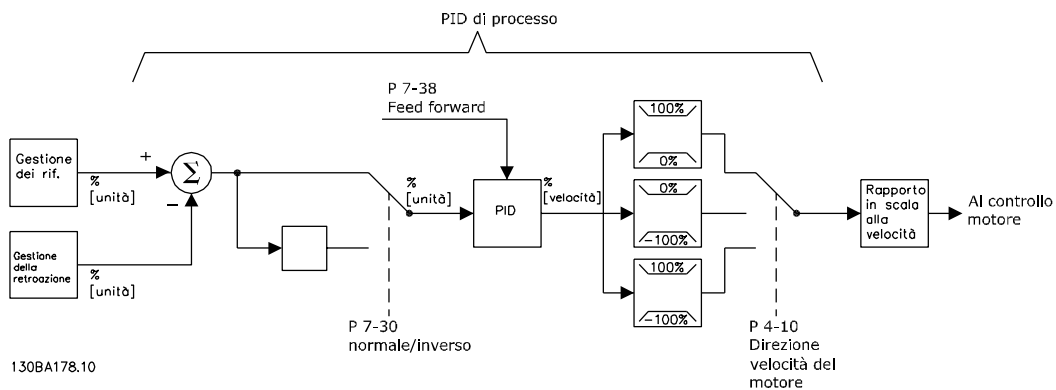 PID di processo
P 7-38
Feed forward
100%
0%
Gestione
dei rif.
+
Σ
%
[unità]
−
%
[unità]
PID
%
[velocità]
0%
−100%
Rapporto
in scala
alla
velocità
Al controllo
motore
Gestione
della
retroazione
%
[unità]
100%
−100%
P 7-30
normale/inverso
P 4-10
Direzione
velocità del
motore
130BA178.10